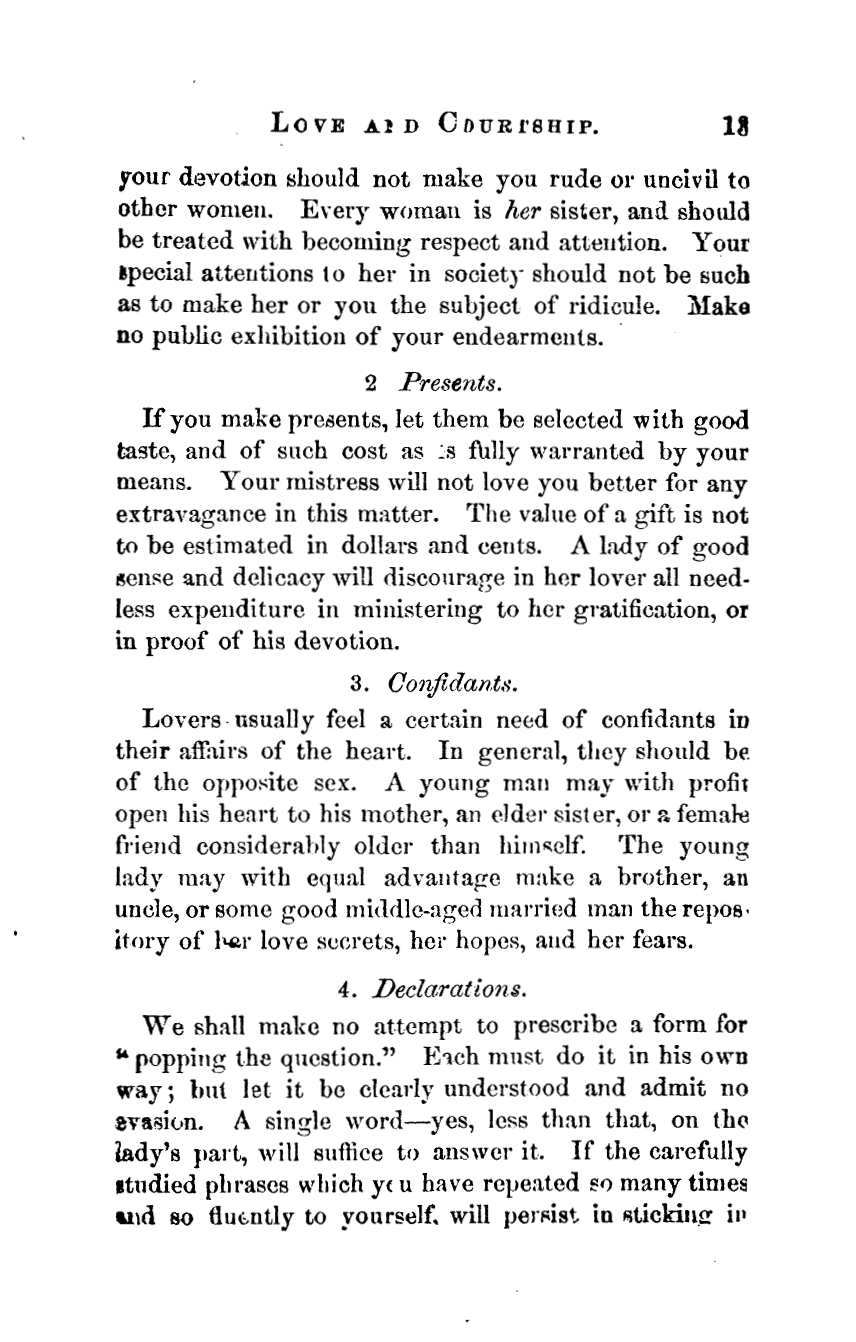 LOVE AND COURTSHIP. 13
your devotion should not make you rude or uncivil to
other women. Every woman is her sister, and should
be treated with becoming respect and attention. Your
special attentions to her in society should not be such
as to make her or you the subject of ridicule. Make
no public exhibition of your endearments.
2 Presents.
If you make presents, let them be selected with good
taste, and of such cost as is fully warranted by your
means. Your mistress will not love you better for any
extravagance in this matter. The value of a gift is not
to be estimated in dollars and cents. A lady of good
sense and delicacy will discourage in her lover all need-
less expenditure in ministering to her gratification, or
in proof of his devotion.
3. Confidants.
Lovers usually feel a certain need of confidants in
their affairs of the heart. In general, they should be
of the opposite sex. A young man may with profit
open his heart to his mother, an elder sister, or a female
friend considerably older than himself. The young
lady may with equal advantage make a brother, an
uncle, or some good middle-aged married man the repos-
itory of her love secrets, her hopes, and her fears.
4. Declarations.
We shall make no attempt to prescribe a form for
“popping the question.” Each must do it in his own
way; but let it be clearly understood and admit no
evasion. A single word—yes, less than that, on the
lady's part, will suffice to answer it. If the carefully
studied phrases which you have repeated so many times
and so fluently to yourself, will persist in sticking in